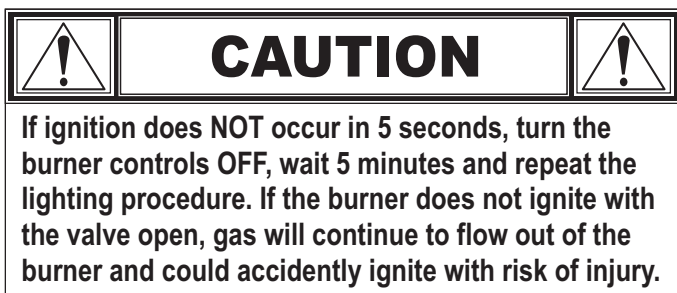 CAUTION
If ignition does NOT occur in 5 seconds, turn the
burner controls OFF, wait 5 minutes and repeat the
lighting procedure. If the burner does not ignite with
the valve open, gas will continue to flow out of the
burner and could accidently ignite with risk of injury.